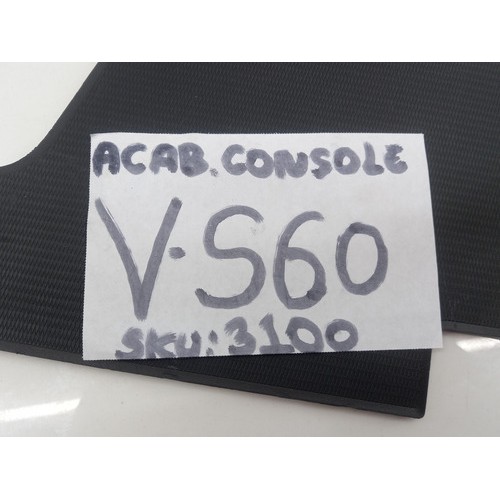 ACAB. CONSOLE
V-S60
SKU: 3100